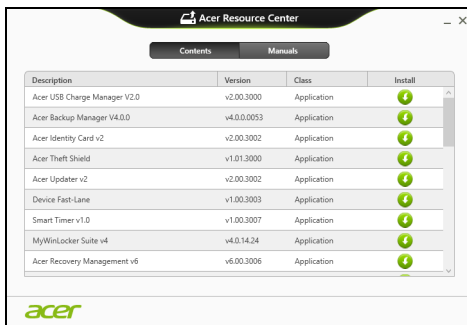 Acer Resource Center
Contents Manuals
Description Version Class Install
Acer USB Charge Manager V2.0 v2.00.3000 Application
Acer Backup Manager V4.0.0 v4.0.0.0053 Application
Acer Identity Card v2 v2.00.3002 Application
Acer Theft Shield v1.01.3000 Application
Acer Updater v2 v2.00.3002 Application
Device Fast-Lane v1.00.3003 Application
Smart Timer v1.0 v1.00.3007 Application
MyWinLocker Suite v4 v4.0.14.24 Application
Acer Recovery Management v6 v6.00.3006 Application
acer